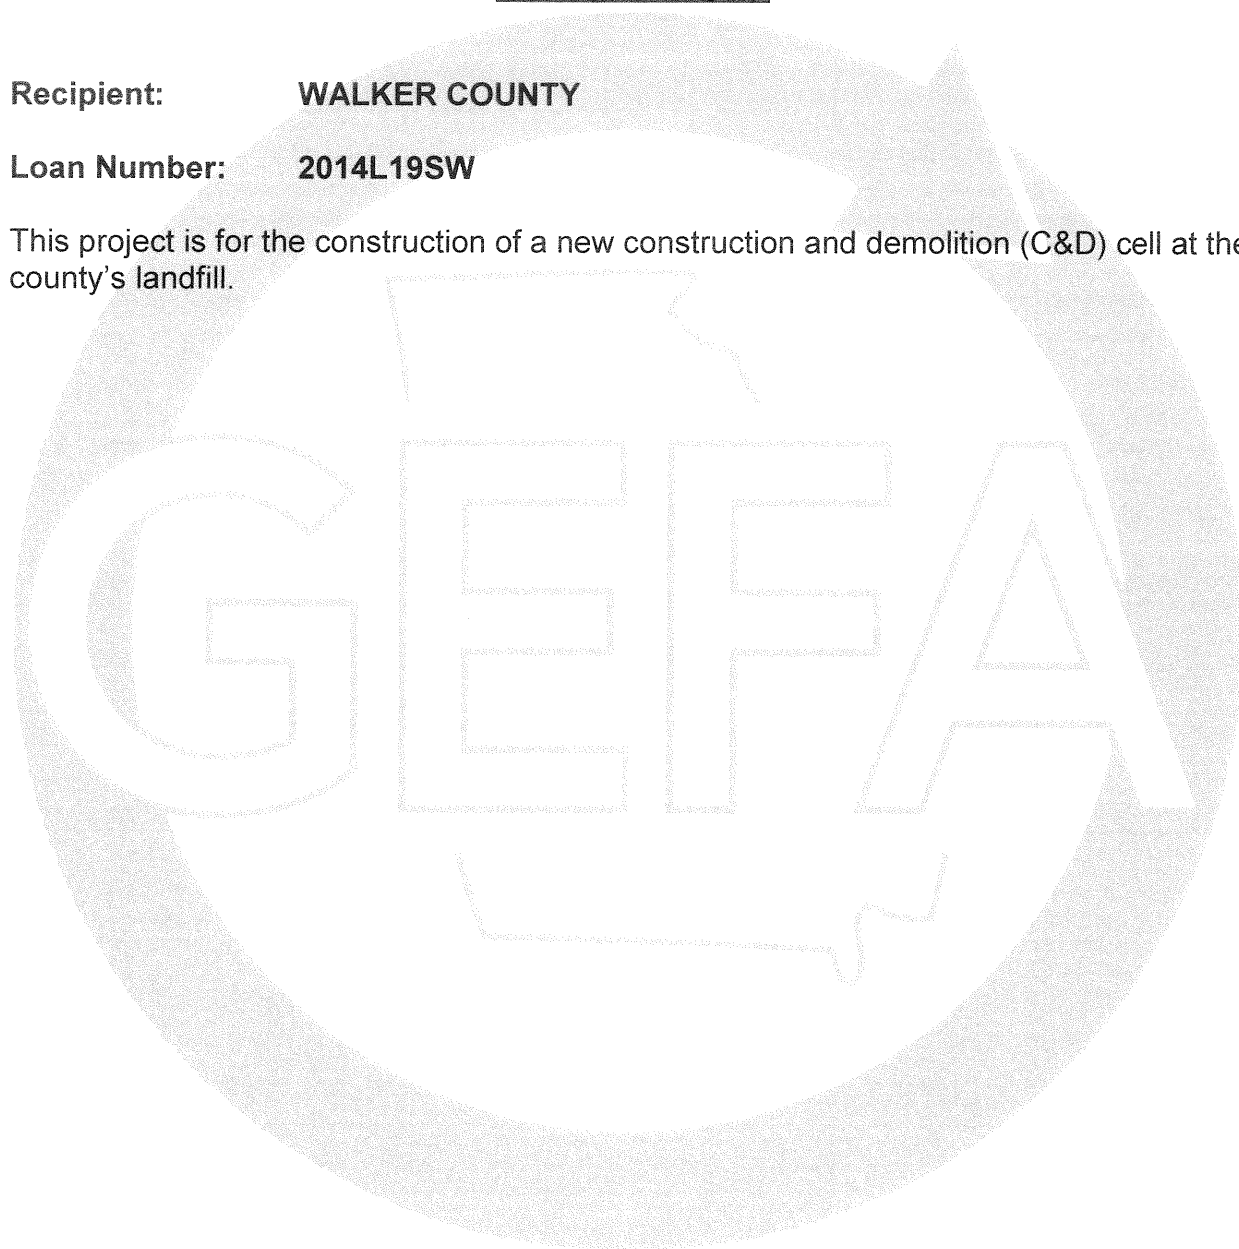 Recipient: WALKER COUNTY
Loan Number: 2014L19SW
This project is for the construction of a new construction and demolition (C&D) cell at the
county's landfill.
GEFA